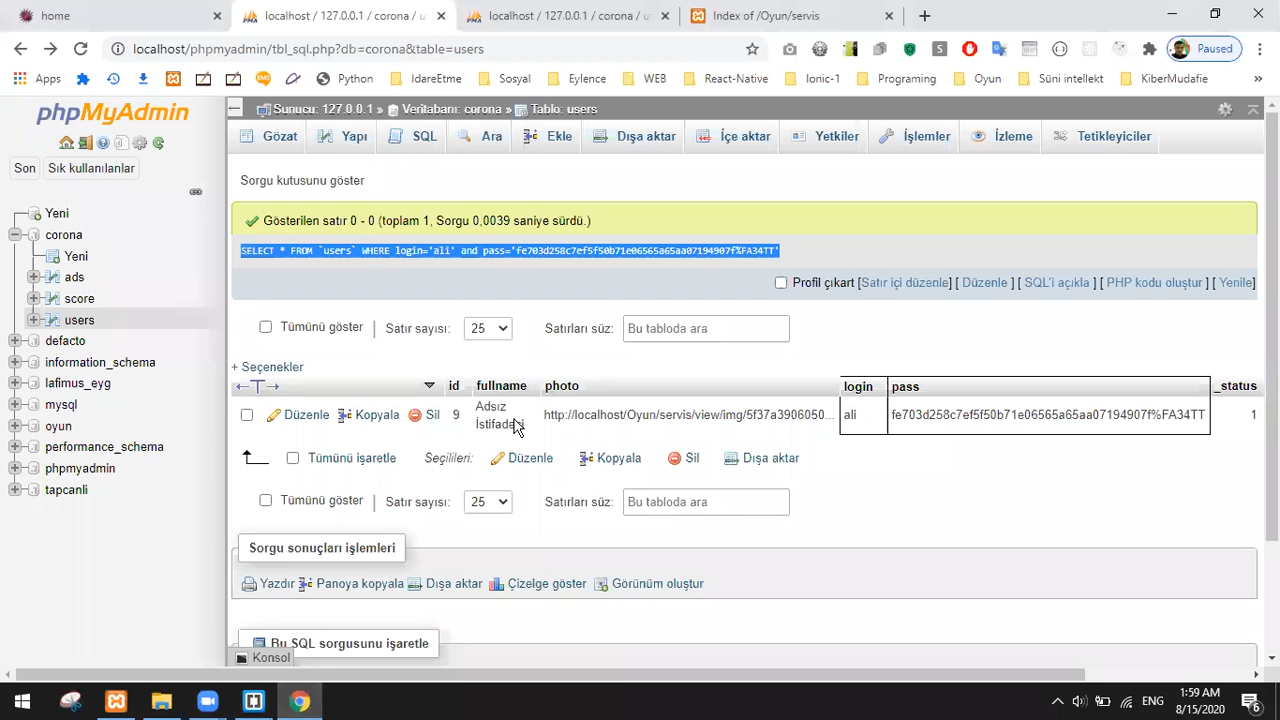 home
localhost / 127.0.0.1 / corona / u
localhost / 127.0.0.1 / corona / u
Index of /Oyun/servis
localhost/phpmyadmin/tbl_sql.php?db=corona&table=users
Paused
Apps
Python
IdareEtme
Sosyal
Eylence
WEB
React-Native
Ionic-1
Programing
Oyun
Süni intellekt
KiberMudafie
phpMyAdmin
Son
Sık kullanılanlar
Yeni
corona
Yeni
ads
score
users
defacto
information_schema
lafimus_eyg
mysql
oyun
performance_schema
phpmyadmin
tapcanli
Sunucu: 127.0.0.1 » Veritabanı: corona » Tablo: users
Gözat
Yapı
SQL
Ara
Ekle
Dışa aktar
İçe aktar
Yetkiler
İşlemler
İzleme
Tetikleyiciler
Sorgu kutusunu göster
Gösterilen satır 0 - 0 (toplam 1, Sorgu 0,0039 saniye sürdü.)
SELECT * FROM `users` WHERE login='ali' and pass='fe703d258c7ef5f50b71e06565a65aa07194907f%FA34TT'
Profil çıkart [Satır içi düzenle] [ Düzenle ] [ SQL'i açıkla ] [ PHP kodu oluştur ] [ Yenile]
Tümünü göster | Satır sayısı: 25 Satırları süz: Bu tabloda ara
+ Seçenekler
id fullname photo login pass _status
Düzenle Kopyala Sil 9 Adsız http://localhost/Oyun/servis/view/img/5f37a3906050... ali fe703d258c7ef5f50b71e06565a65aa07194907f%FA34TT 1
Tümünü işaretle Seçilileri: Düzenle Kopyala Sil Dışa aktar
Tümünü göster | Satır sayısı: 25 Satırları süz: Bu tabloda ara
Sorgu sonuçları işlemleri
Yazdır Panoya kopyala Dışa aktar Çizelge göster Görünüm oluştur
Bu SQL sorgusunu işaretle
Konsol
ENG
1:59 AM
8/15/2020
6